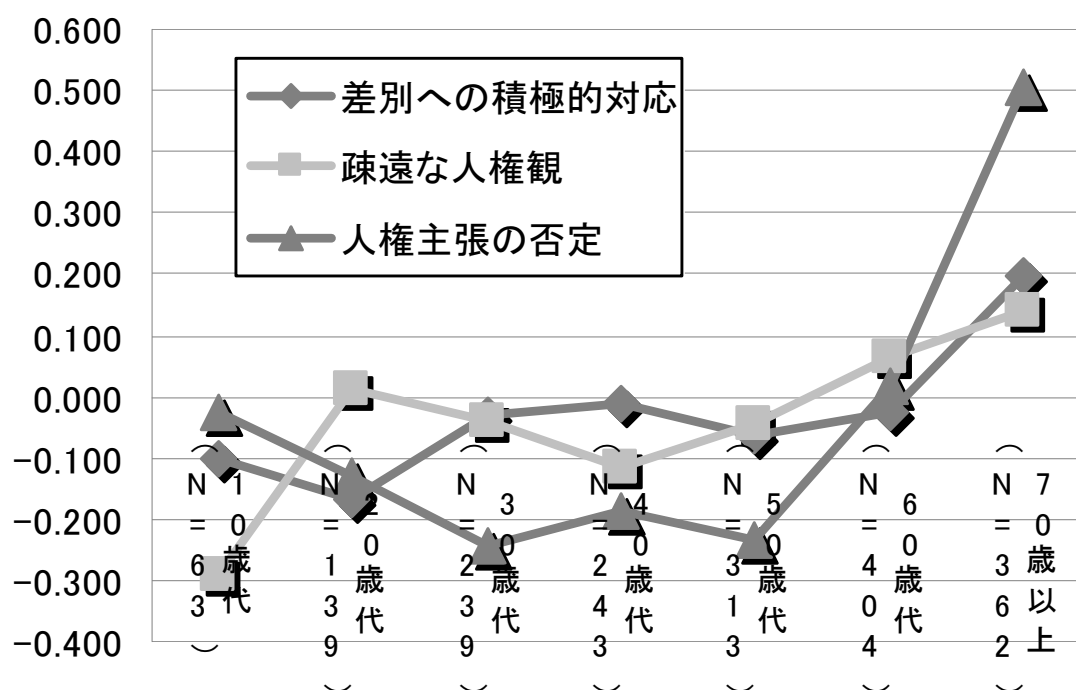 0.600
0.500
0.400
0.300
0.200
0.100
0.000
-0.100
-0.200
-0.300
-0.400
差別への積極的対応
疎遠な人権観
人権主張の否定
10歳代
（N=63）
20歳代
（N=139）
30歳代
（N=239）
40歳代
（N=243）
50歳代
（N=313）
60歳代
（N=404）
70歳以上
（N=362）